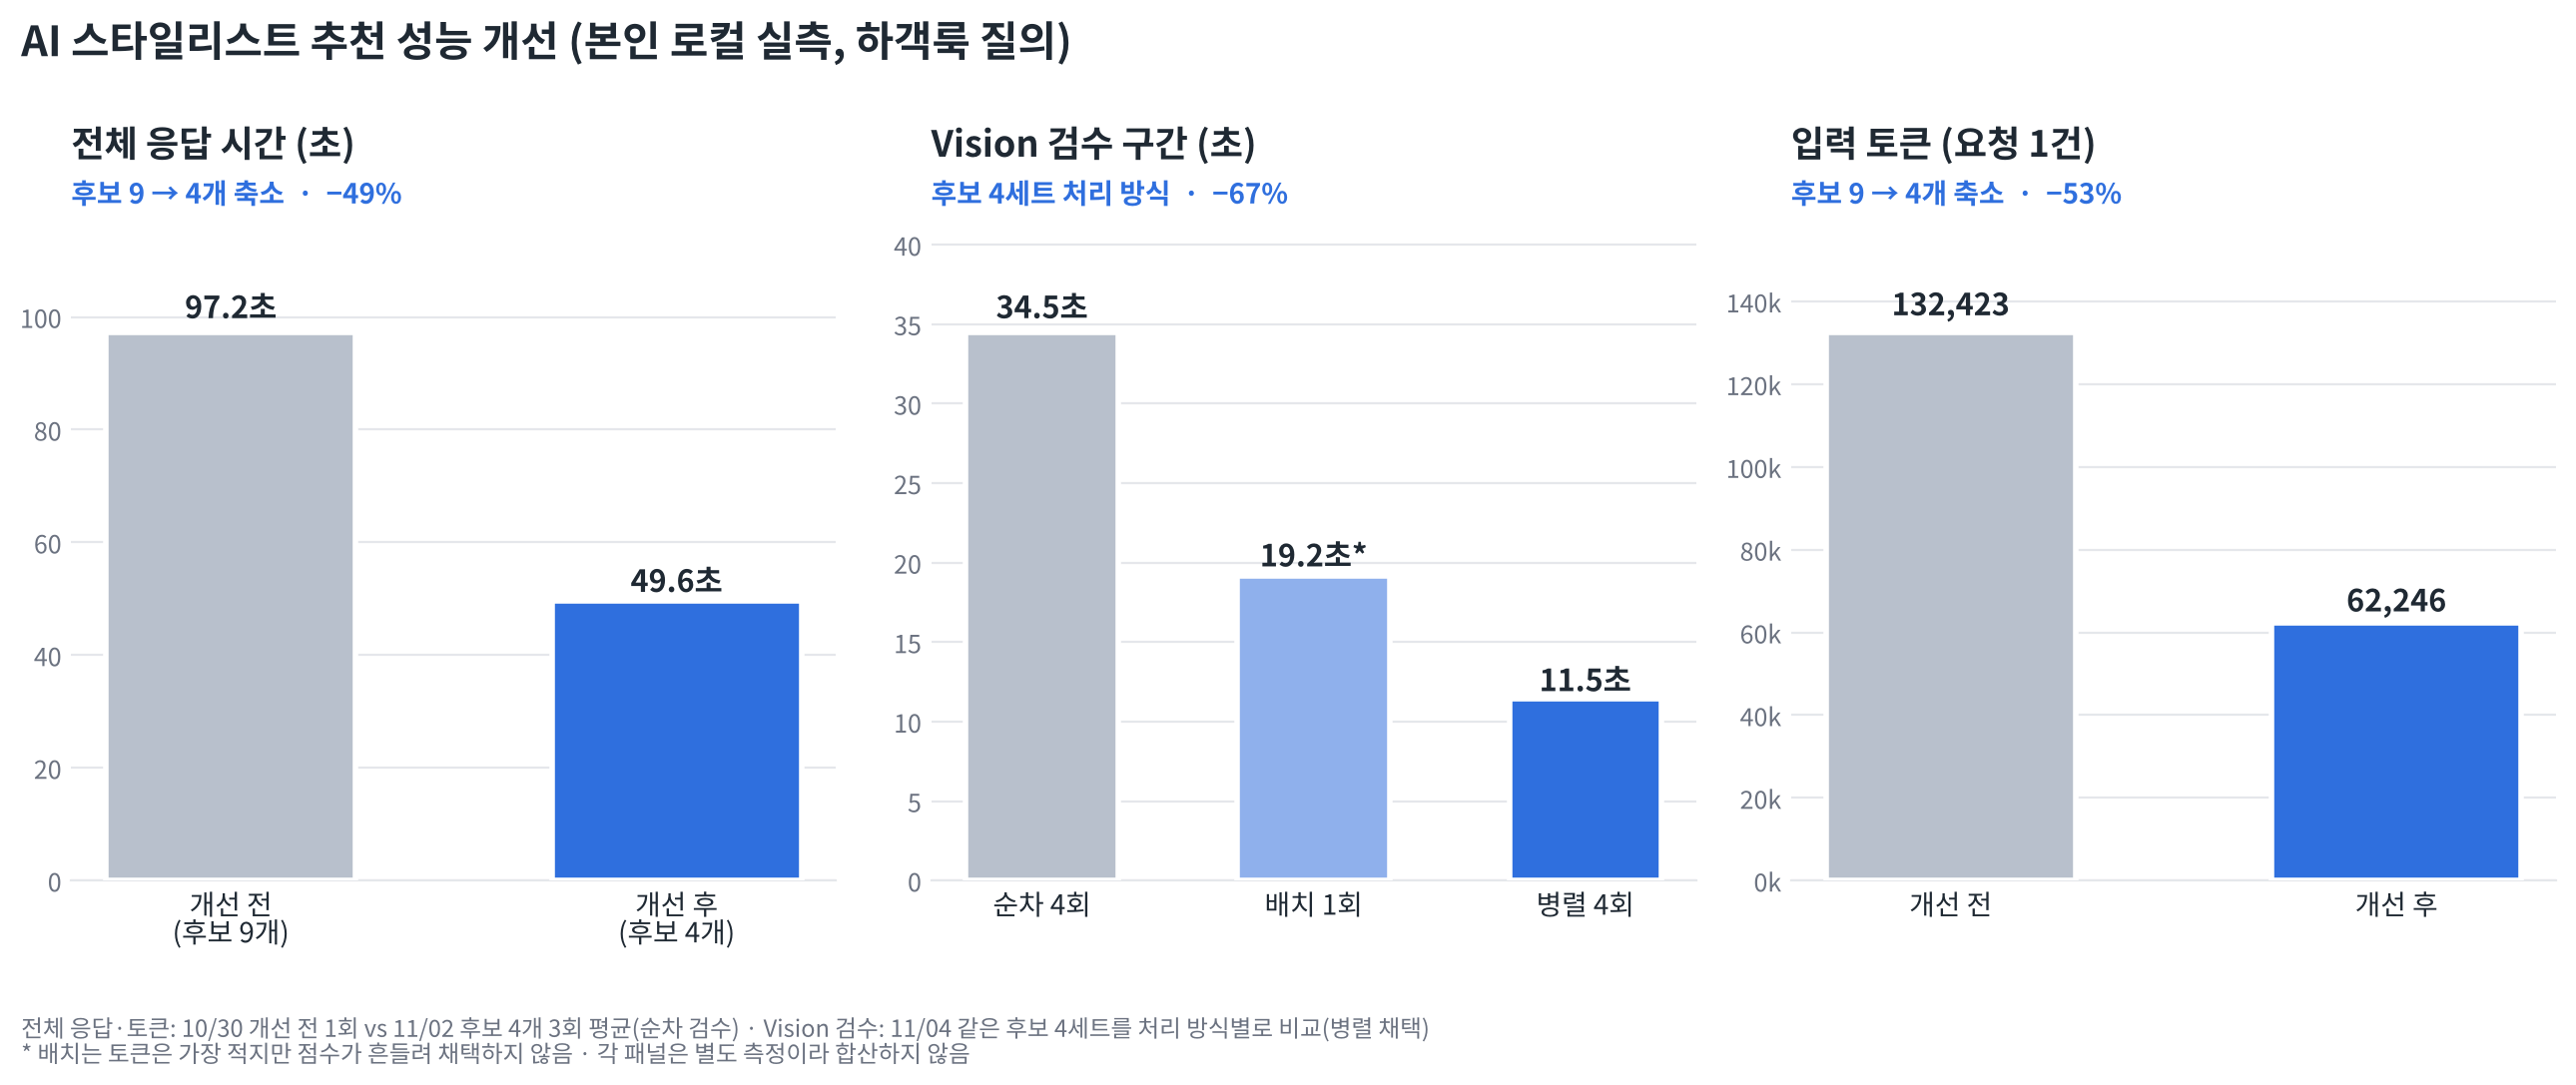 AI 스타일리스트 추천 성능 개선 (본인 로컬 실측, 하객룩 질의)
전체 응답 시간 (초)
후보 9 → 4개 축소 · −49%
100
80
60
40
20
0
97.2초
49.6초
개선 전
(후보 9개)
개선 후
(후보 4개)
Vision 검수 구간 (초)
후보 4세트 처리 방식 · −67%
40
35
30
25
20
15
10
5
0
34.5초
19.2초*
11.5초
순차 4회
배치 1회
병렬 4회
입력 토큰 (요청 1건)
후보 9 → 4개 축소 · −53%
140k
120k
100k
80k
60k
40k
20k
0k
132,423
62,246
개선 전
개선 후
전체 응답·토큰: 10/30 개선 전 1회 vs 11/02 후보 4개 3회 평균(순차 검수) · Vision 검수: 11/04 같은 후보 4세트를 처리 방식별로 비교(병렬 채택)
* 배치는 토큰은 가장 적지만 점수가 흔들려 채택하지 않음 · 각 패널은 별도 측정이라 합산하지 않음